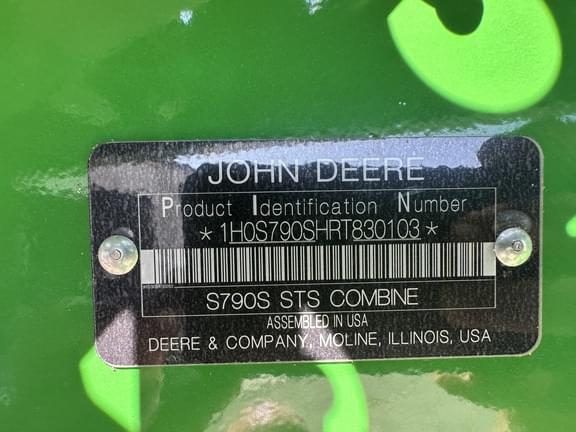 JOHN DEERE
Product Identification Number
* 1H0S790SHRT830103 *
S790S STS COMBINE
ASSEMBLED IN USA
DEERE & COMPANY, MOLINE, ILLINOIS, USA